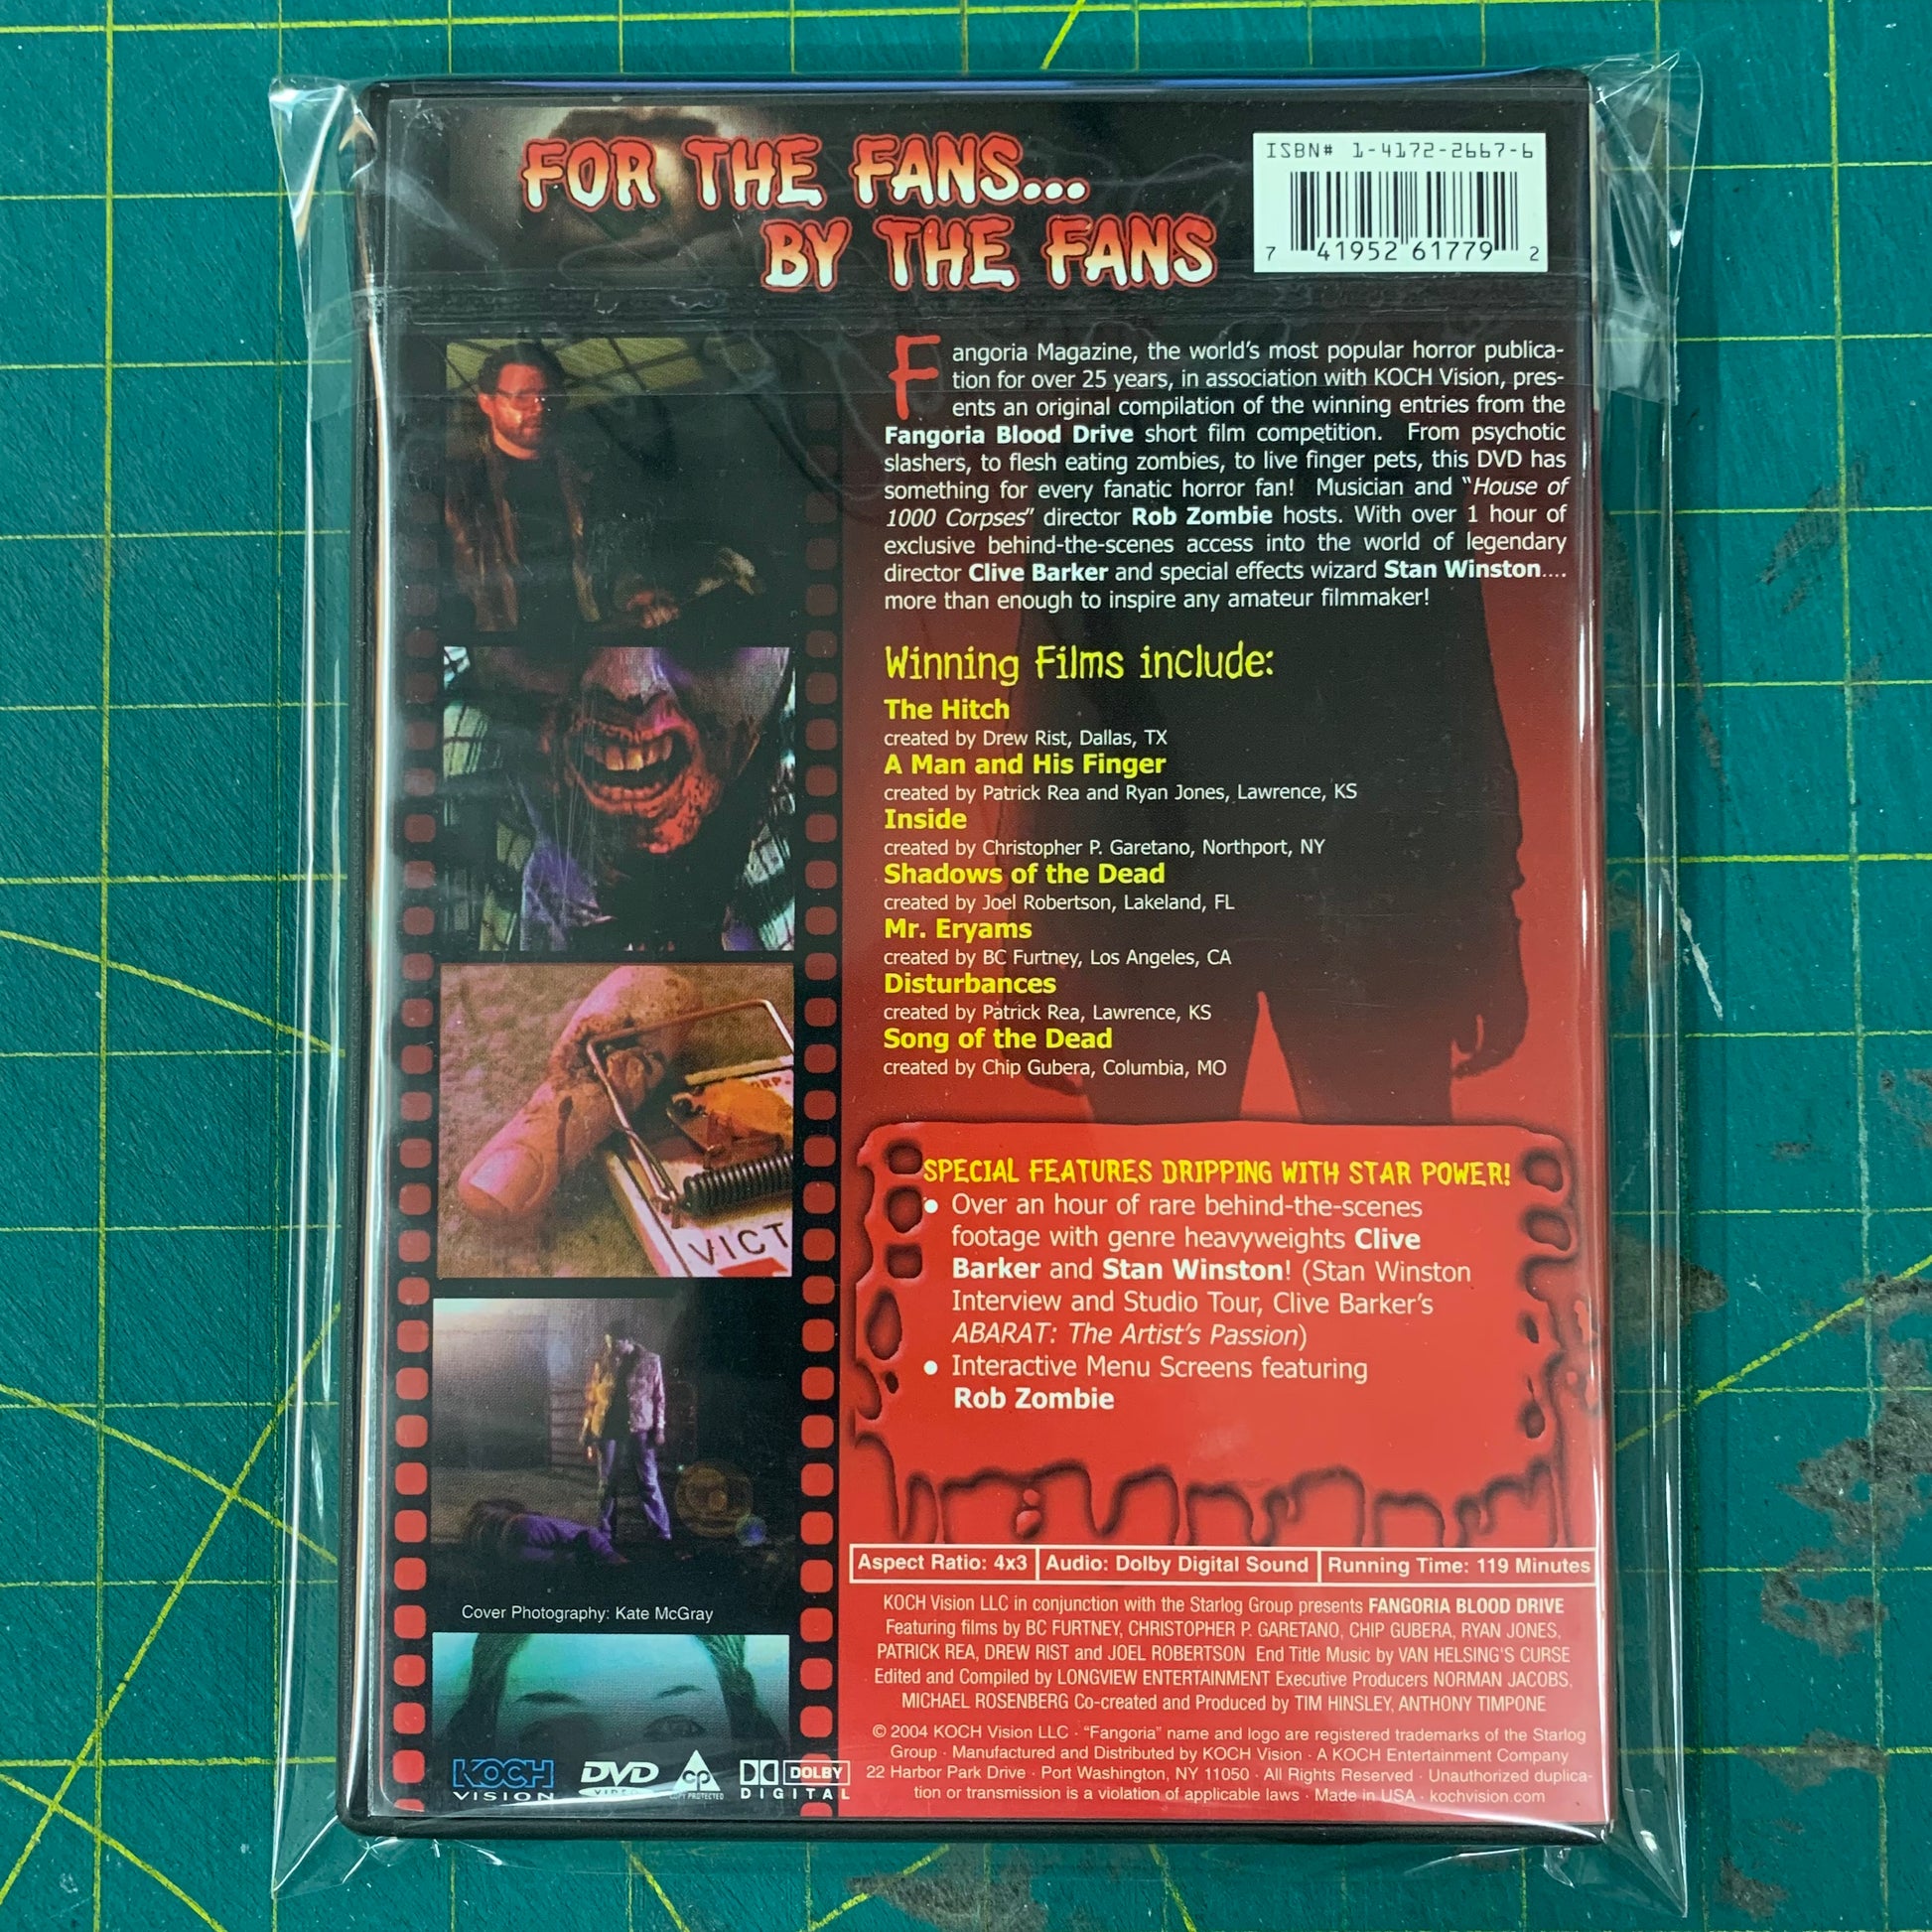 FOR THE FANS...
BY THE FANS
ISBN# 1-4172-2667-6
7 41952 61779 2
Fangoria Magazine, the world's most popular horror publica-
tion for over 25 years, in association with KOCH Vision, pres-
ents an original compilation of the winning entries from the
Fangoria Blood Drive short film competition. From psychotic
slashers, to flesh eating zombies, to live finger pets, this DVD has
something for every fanatic horror fan! Musician and "House of
1000 Corpses" director Rob Zombie hosts. With over 1 hour of
exclusive behind-the-scenes access into the world of legendary
director Clive Barker and special effects wizard Stan Winston....
more than enough to inspire any amateur filmmaker!
Winning Films include:
The Hitch
created by Drew Rist, Dallas, TX
A Man and His Finger
created by Patrick Rea and Ryan Jones, Lawrence, KS
Inside
created by Christopher P. Garetano, Northport, NY
Shadows of the Dead
created by Joel Robertson, Lakeland, FL
Mr. Eryams
created by BC Furtney, Los Angeles, CA
Disturbances
created by Patrick Rea, Lawrence, KS
Song of the Dead
created by Chip Gubera, Columbia, MO
VICT
SPECIAL FEATURES DRIPPING WITH STAR POWER!
• Over an hour of rare behind-the-scenes
footage with genre heavyweights Clive
Barker and Stan Winston! (Stan Winston
Interview and Studio Tour, Clive Barker's
ABARAT: The Artist's Passion)
• Interactive Menu Screens featuring
Rob Zombie
Aspect Ratio: 4x3 Audio: Dolby Digital Sound Running Time: 119 Minutes
Cover Photography: Kate McGray
KOCH Vision LLC in conjunction with the Starlog Group presents FANGORIA BLOOD DRIVE
Featuring films by BC FURTNEY, CHRISTOPHER P. GARETANO, CHIP GUBERA, RYAN JONES,
PATRICK REA, DREW RIST and JOEL ROBERTSON End Title Music by VAN HELSING'S CURSE
Edited and Compiled by LONGVIEW ENTERTAINMENT Executive Producers NORMAN JACOBS,
MICHAEL ROSENBERG Co-created and Produced by TIM HINSLEY, ANTHONY TIMPONE
© 2004 KOCH Vision LLC · "Fangoria" name and logo are registered trademarks of the Starlog
Group · Manufactured and Distributed by KOCH Vision · A KOCH Entertainment Company
22 Harbor Park Drive · Port Washington, NY 11050 · All Rights Reserved · Unauthorized duplica-
tion or transmission is a violation of applicable laws · Made in USA · kochvision.com
KOCH
VISION
DVD
VIDEO
CP
COPY PROTECTED
DOLBY
DIGITAL